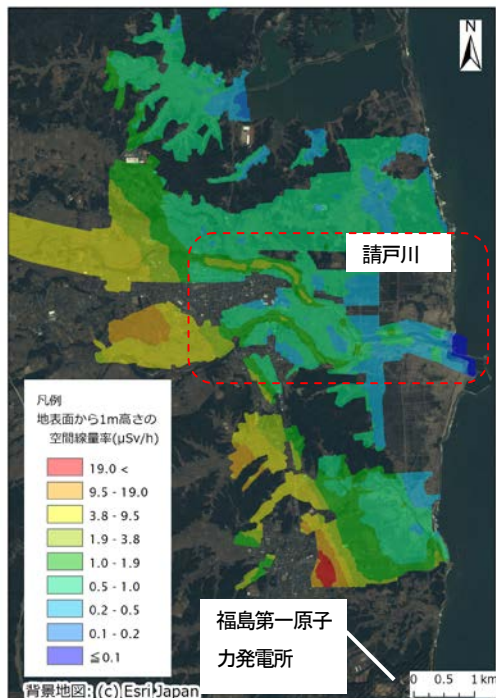 N
請戸川
凡例
地表面から1m高さの
空間線量率(μSv/h)
19.0 <
9.5 - 19.0
3.8 - 9.5
1.9 - 3.8
1.0 - 1.9
0.5 - 1.0
0.2 - 0.5
0.1 - 0.2
≦0.1
福島第一原子
力発電所
0 0.5 1 km
背景地図: (c) Esri Japan